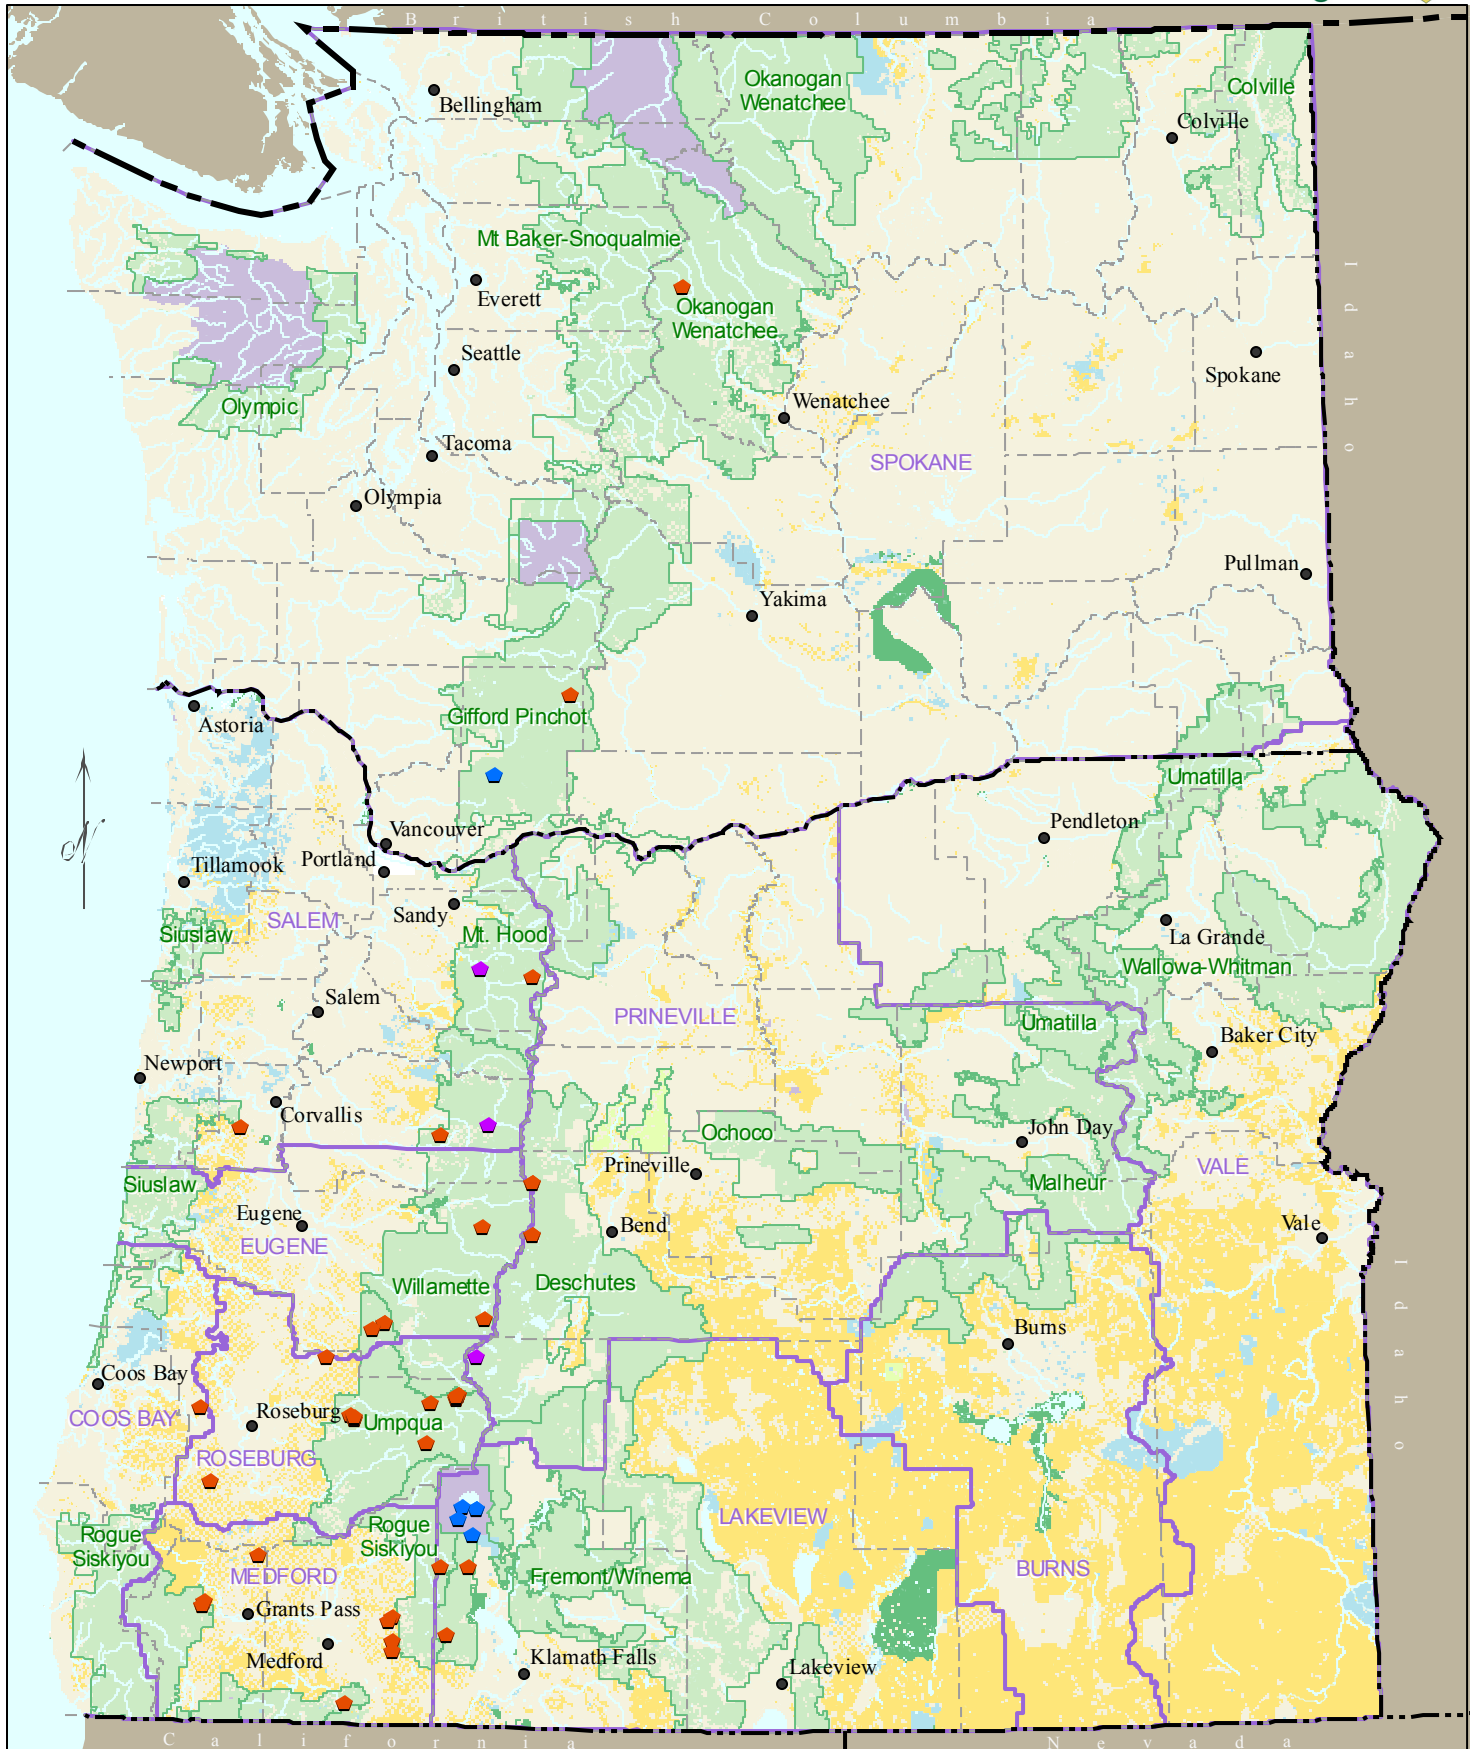 British Columbia
Okanogan
Wenatchee
Colville
Bellingham
Colville
Mt Baker-Snoqualmie
Everett
Okanogan
Wenatchee
Idaho
Seattle
Spokane
Olympic
Wenatchee
Tacoma
SPOKANE
Olympia
Pullman
Yakima
Astoria
Gifford Pinchot
Umatilla
Vancouver
Pendleton
Portland
Tillamook
Sandy
SALEM
Siuslaw
Mt. Hood
La Grande
Wallowa-Whitman
Salem
PRINEVILLE
Umatilla
Baker City
Newport
Corvallis
Ochoco
John Day
Prineville
VALE
Siuslaw
Malheur
Eugene
EUGENE
Bend
Vale
Willamette
Deschutes
Idaho
Burns
Coos Bay
COOS BAY
Roseburg
Umpqua
ROSEBURG
LAKEVIEW
Rogue
Siskiyou
Rogue
Siskiyou
MEDFORD
Fremont/Winema
BURNS
Grants Pass
Medford
Klamath Falls
Lakeview
California
Nevada